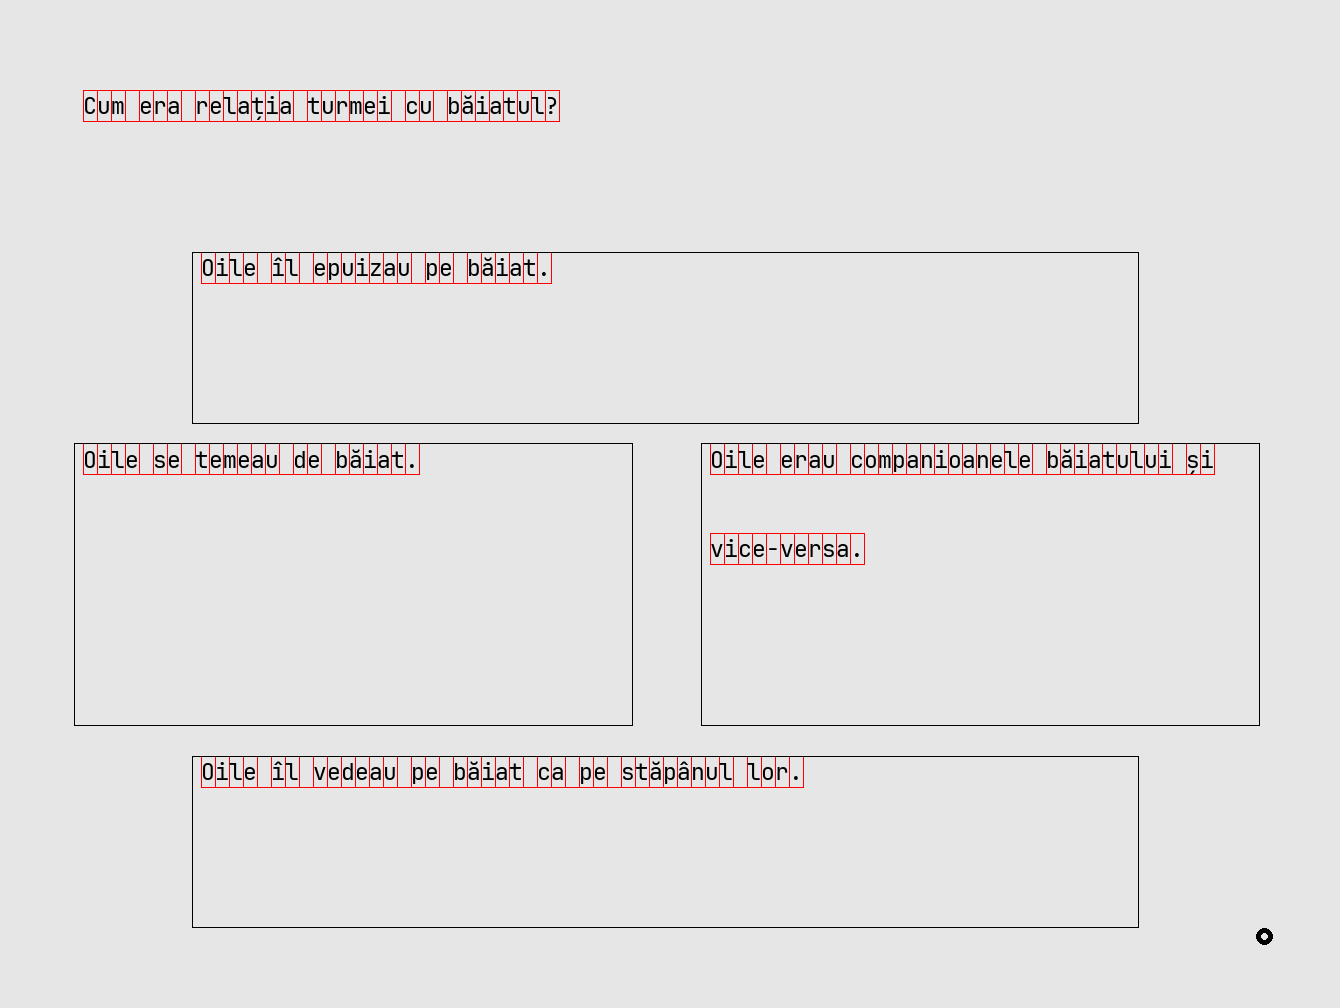 Cum era relația turmei cu băiatul?
Oile îl epuizau pe băiat.
Oile se temeau de băiat.
Oile erau companioanele băiatului și
vice-versa.
Oile îl vedeau pe băiat ca pe stăpânul lor.